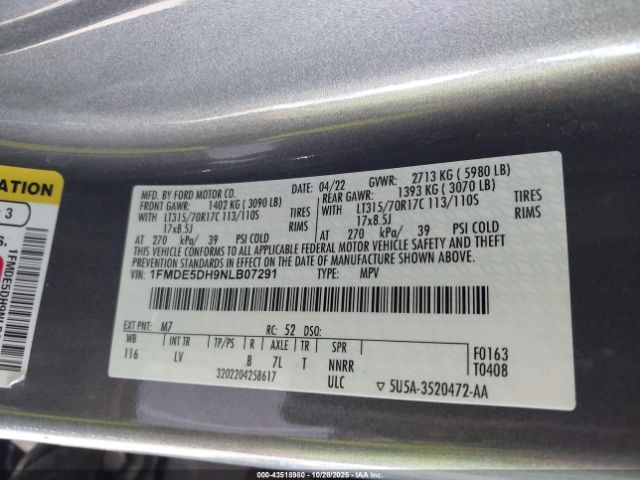 ATION
3
S.
1FMDE5DH9NLB
MFD. BY FORD MOTOR CO.
DATE: 04/22 GVWR: 2713 KG ( 5980 LB)
FRONT GAWR: 1402 KG ( 3090 LB) REAR GAWR: 1393 KG ( 3070 LB)
WITH LT315/70R17C 113/110S TIRES WITH LT315/70R17C 113/110S TIRES
17x8.5J RIMS 17x8.5J RIMS
AT 270 kPa/ 39 PSI COLD AT 270 kPa/ 39 PSI COLD
THIS VEHICLE CONFORMS TO ALL APPLICABLE FEDERAL MOTOR VEHICLE SAFETY AND THEFT
PREVENTION STANDARDS IN EFFECT ON THE DATE OF MANUFACTURE SHOWN ABOVE.
VIN: 1FMDE5DH9NLB07291 TYPE: MPV
EXT PNT: M7 RC: 52 DSO:
WB INT TR TP/PS R AXLE TR SPR
116 LV B 7L T NNRR
ULC
3202204258617
F0163
T0408
▽ 5U5A-3520472-AA
00-43518980 - 10/28/2025 - IAA Inc.